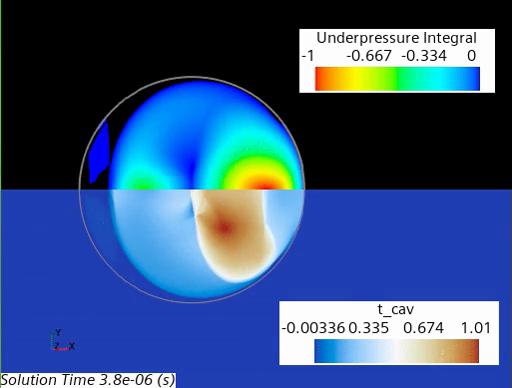 Underpressure Integral
-1 -0.667 -0.334 0
t_cav
-0.00336 0.335 0.674 1.01
Y
Z X
Solution Time 3.8e-06 (s)